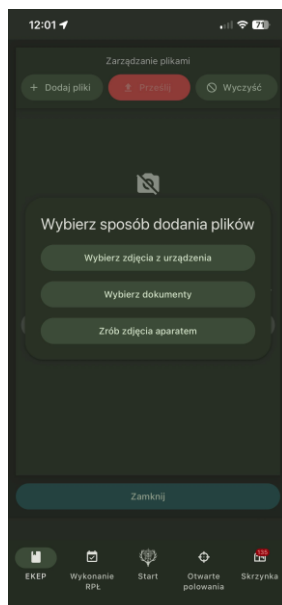 12:01
71
Zarządzanie plikami
+ Dodaj pliki
Prześlij
Wyczyść
Wybierz sposób dodania plików
Wybierz zdjęcia z urządzenia
Wybierz dokumenty
Zrób zdjęcia aparatem
Zamknij
135
EKEP
Wykonanie RPŁ
Start
Otwarte polowania
Skrzynka